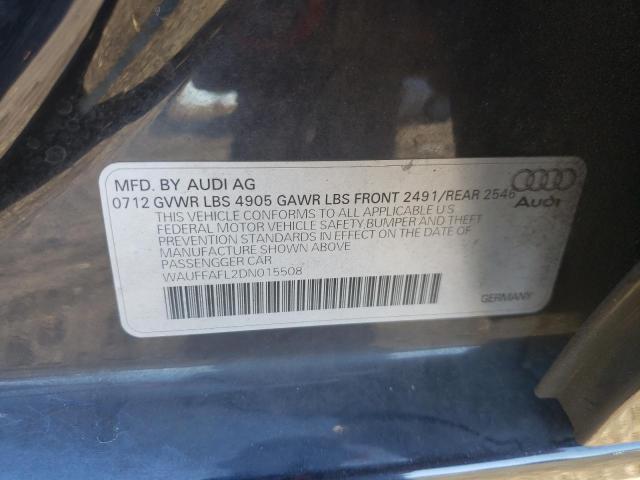 MFD. BY AUDI AG
0712 GVWR LBS 4905 GAWR LBS FRONT 2491/REAR 2546
THIS VEHICLE CONFORMS TO ALL APPLICABLE U'S
FEDERAL MOTOR VEHICLE SAFETY,BUMPER, AND THEFT
PREVENTION STANDARDS IN EFFECT ON THE DATE OF
MANUFACTURE SHOWN ABOVE
PASSENGGER CAR
WAUFFAFL2DN015508
GERMANY
Audi